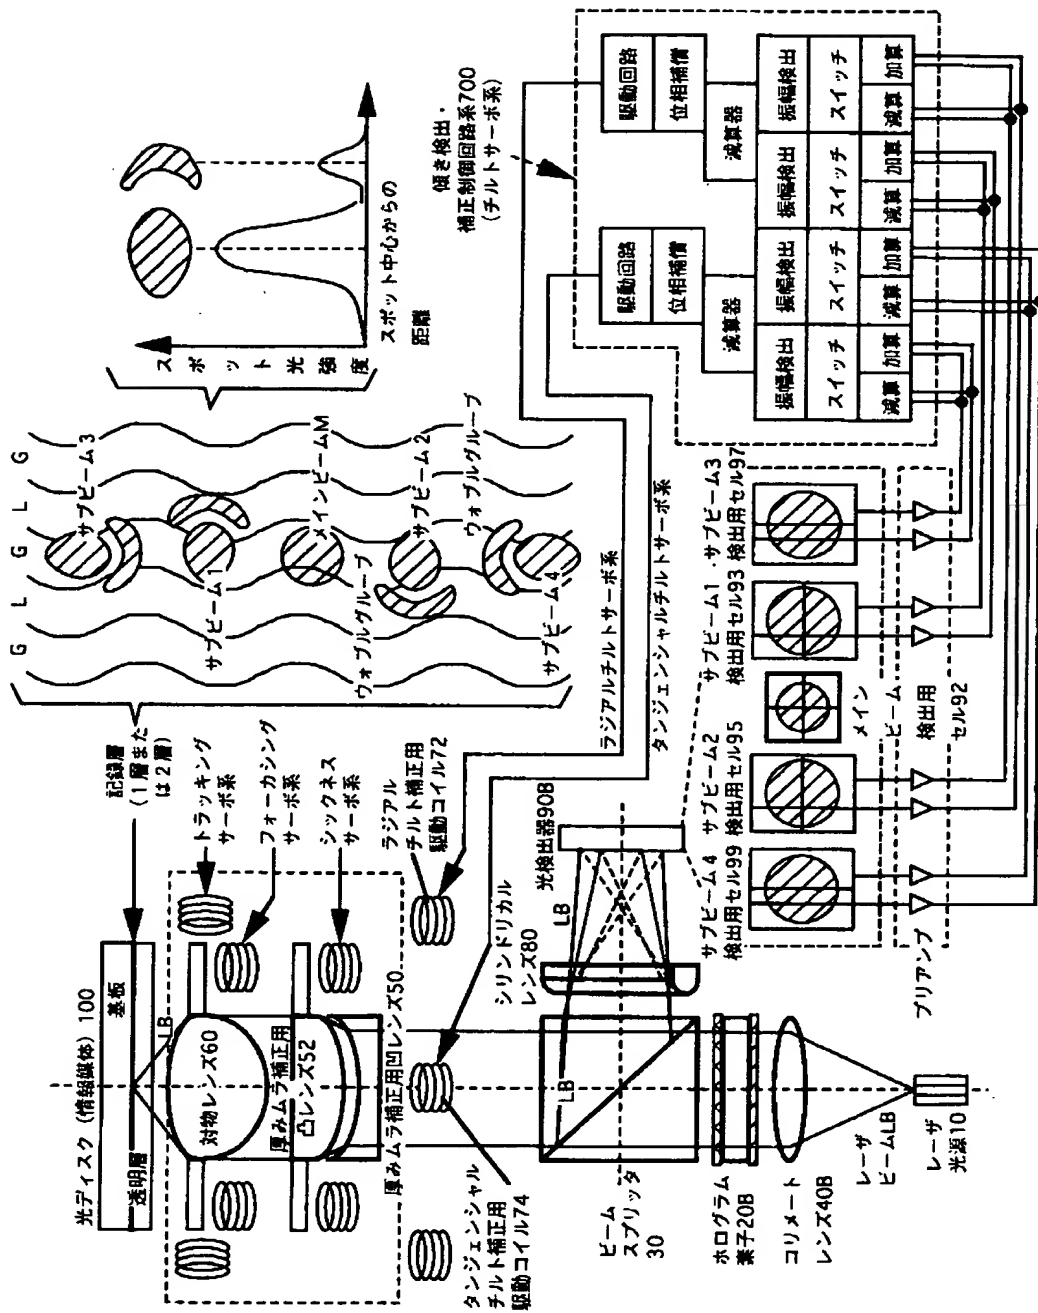 光ディスク（情報媒体）100
基板
透明層
LB
対物レンズ60
厚みムラ補正用
凸レンズ52
厚みムラ補正用凹レンズ50
記録層
（1層また
は2層）
トラッキング
サーボ系
フォーカシング
サーボ系
シックネス
サーボ系
ラジアル
チルト補正用
駆動コイル72
タンジェンシャル
チルト補正用
駆動コイル74
シリンドリカル
レンズ80
光検出器90B
LB
LB
ビーム
スプリッタ
30
ホログラム
素子20B
コリメート
レンズ40B
レーザ
ビームLB
レーザ
光源10
G L G G L G
サブビーム3
サブビーム1
メインビームM
ウォブルグルーブ
サブビーム2
ウォブルグルーブ
サブビーム4
スポット光強度
スポット中心からの
距離
ラジアルチルトサーボ系
タンジェンシャルチルトサーボ系
傾き検出・
補正制御回路系700
（チルトサーボ系）
駆動回路
位相補償
減算器
駆動回路
位相補償
減算器
振幅検出 振幅検出 振幅検出 振幅検出
スイッチ スイッチ スイッチ スイッチ
減算 加算 減算 加算 減算 加算 減算 加算
サブビーム4
検出用セル99
サブビーム2
検出用セル95
サブビーム1・
検出用セル93
サブビーム3
検出用セル97
メイン
ビーム
検出用
セル92
プリアンプ